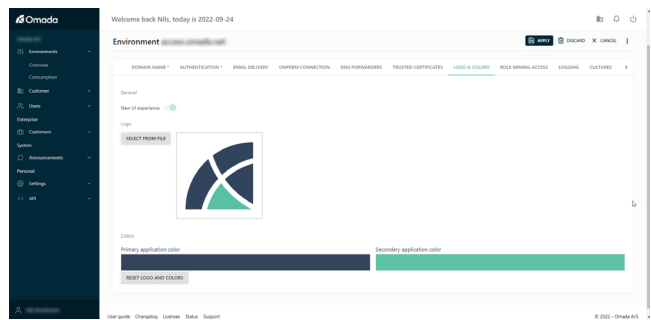 Omada
Welcome back Nils, today is 2022-09-24
Environments
Overview
Consumption
Customer
Users
Enterprise
Customers
System
Announcements
Personal
Settings
API
Environment
APPLY
DISCARD
CANCEL
DOMAIN NAME * AUTHENTICATION * EMAIL DELIVERY ONPREM CONNECTION DNS FORWARDERS TRUSTED CERTIFICATES LOGO & COLORS ROLE MINING ACCESS LOGGING CULTURES
General
New UI experience
Logo
SELECT FROM FILE
Colors
Primary application color
Secondary application color
RESET LOGO AND COLORS
User guide Changelog Licenses Status Support
© 2022 - Omada A/S